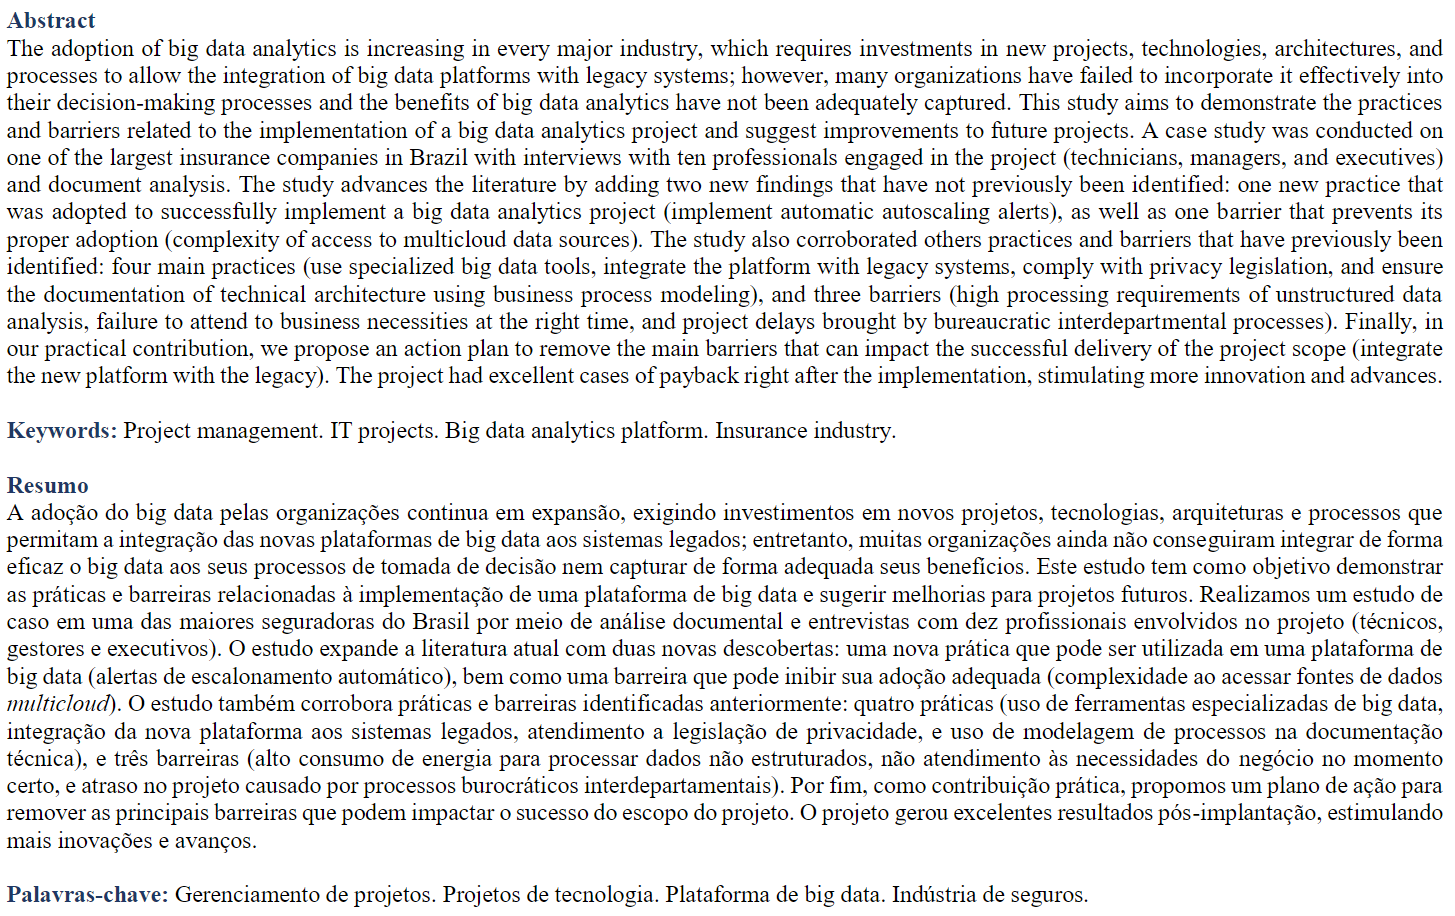 Abstract
The adoption of big data analytics is increasing in every major industry, which requires investments in new projects, technologies, architectures, and
processes to allow the integration of big data platforms with legacy systems; however, many organizations have failed to incorporate it effectively into
their decision-making processes and the benefits of big data analytics have not been adequately captured. This study aims to demonstrate the practices
and barriers related to the implementation of a big data analytics project and suggest improvements to future projects. A case study was conducted on
one of the largest insurance companies in Brazil with interviews with ten professionals engaged in the project (technicians, managers, and executives)
and document analysis. The study advances the literature by adding two new findings that have not previously been identified: one new practice that
was adopted to successfully implement a big data analytics project (implement automatic autoscaling alerts), as well as one barrier that prevents its
proper adoption (complexity of access to multicloud data sources). The study also corroborated others practices and barriers that have previously been
identified: four main practices (use specialized big data tools, integrate the platform with legacy systems, comply with privacy legislation, and ensure
the documentation of technical architecture using business process modeling), and three barriers (high processing requirements of unstructured data
analysis, failure to attend to business necessities at the right time, and project delays brought by bureaucratic interdepartmental processes). Finally, in
our practical contribution, we propose an action plan to remove the main barriers that can impact the successful delivery of the project scope (integrate
the new platform with the legacy). The project had excellent cases of payback right after the implementation, stimulating more innovation and advances.
Keywords: Project management. IT projects. Big data analytics platform. Insurance industry.
Resumo
A adoção do big data pelas organizações continua em expansão, exigindo investimentos em novos projetos, tecnologias, arquiteturas e processos que
permitam a integração das novas plataformas de big data aos sistemas legados; entretanto, muitas organizações ainda não conseguiram integrar de forma
eficaz o big data aos seus processos de tomada de decisão nem capturar de forma adequada seus benefícios. Este estudo tem como objetivo demonstrar
as práticas e barreiras relacionadas à implementação de uma plataforma de big data e sugerir melhorias para projetos futuros. Realizamos um estudo de
caso em uma das maiores seguradoras do Brasil por meio de análise documental e entrevistas com dez profissionais envolvidos no projeto (técnicos,
gestores e executivos). O estudo expande a literatura atual com duas novas descobertas: uma nova prática que pode ser utilizada em uma plataforma de
big data (alertas de escalonamento automático), bem como uma barreira que pode inibir sua adoção adequada (complexidade ao acessar fontes de dados
multicloud). O estudo também corrobora práticas e barreiras identificadas anteriormente: quatro práticas (uso de ferramentas especializadas de big data,
integração da nova plataforma aos sistemas legados, atendimento a legislação de privacidade, e uso de modelagem de processos na documentação
técnica), e três barreiras (alto consumo de energia para processar dados não estruturados, não atendimento às necessidades do negócio no momento
certo, e atraso no projeto causado por processos burocráticos interdepartamentais). Por fim, como contribuição prática, propomos um plano de ação para
remover as principais barreiras que podem impactar o sucesso do escopo do projeto. O projeto gerou excelentes resultados pós-implantação, estimulando
mais inovações e avanços.
Palavras-chave: Gerenciamento de projetos. Projetos de tecnologia. Plataforma de big data. Indústria de seguros.